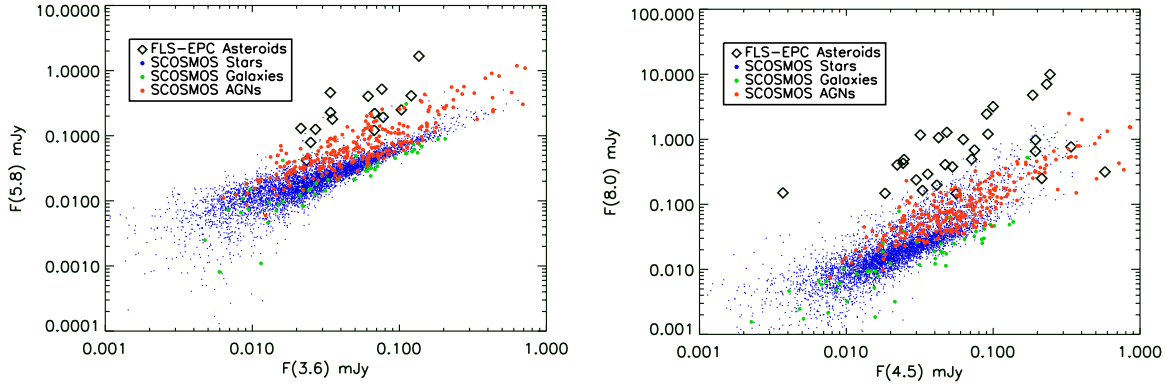 10.0000
1.0000
0.1000
0.0100
0.0010
0.0001
F(5.8) mJy
FLS-EPC Asteroids
SCOSMOS Stars
SCOSMOS Galaxies
SCOSMOS AGNs
0.001
0.010
0.100
1.000
F(3.6) mJy
8.000
10.000
1.000
0.100
0.010
0.001
F(8.0) mJy
FLS-EPC Asteroids
SCOSMOS Stars
SCOSMOS Galaxies
SCOSMOS AGNs
0.001
0.010
0.100
1.000
F(4.5) mJy